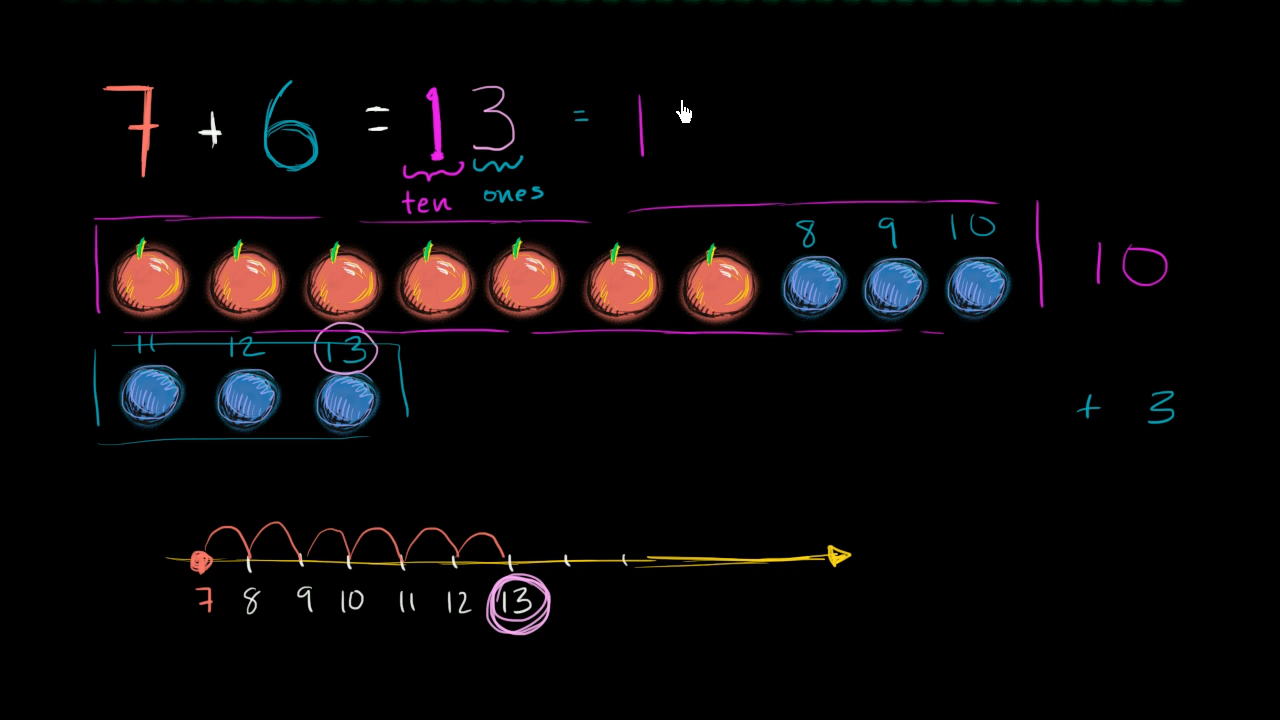 7 + 6 = 13 = 1
ten ones
8 9 10
10
11 12 13
+ 3
7 8 9 10 11 12 13